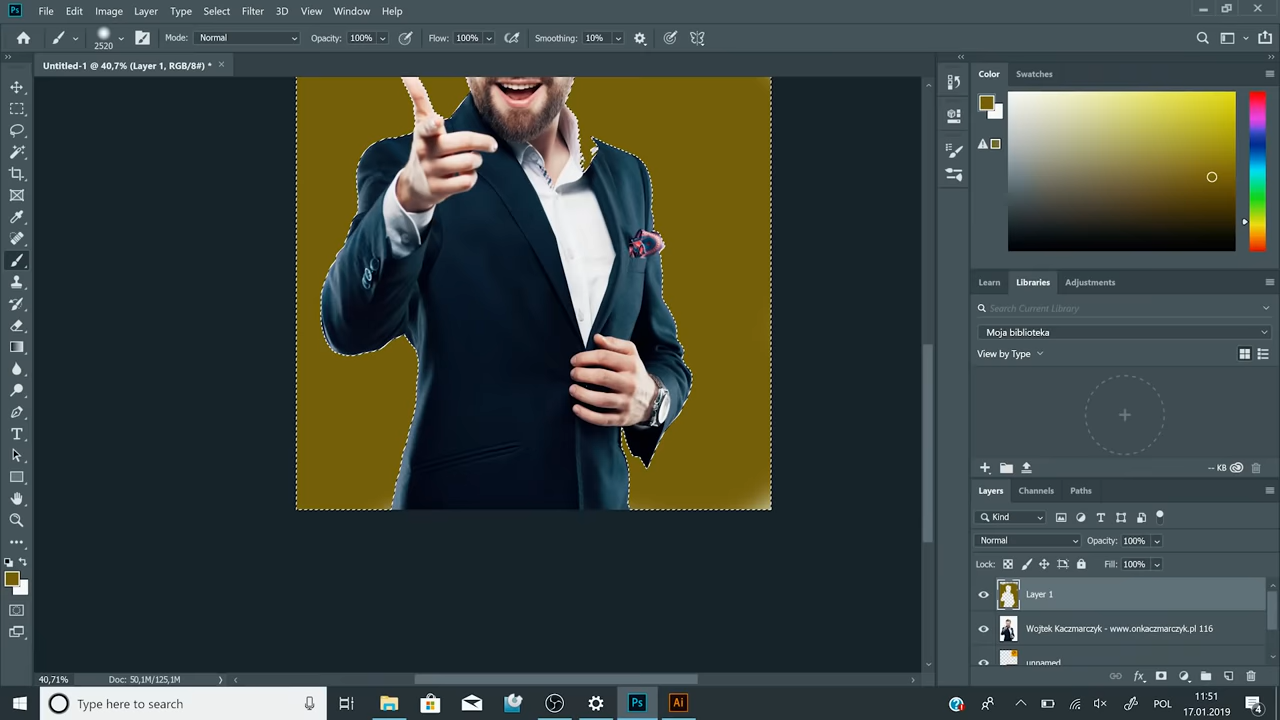 Ps File Edit Image Layer Type Select Filter 3D View Window Help
2520 Mode: Normal Opacity: 100% Flow: 100% Smoothing: 10%
Untitled-1 @ 40,7% (Layer 1, RGB/8#) *
Color Swatches
Learn Libraries Adjustments
Search Current Library
Moja biblioteka
View by Type
-- KB
Layers Channels Paths
Kind
Normal Opacity: 100%
Lock: Fill: 100%
Layer 1
Wojtek Kaczmarczyk - www.onkaczmarczyk.pl 116
unnamed
40,71% Doc: 50,1M/125,1M
Type here to search Ps Ai POL 11:51
17.01.2019 4